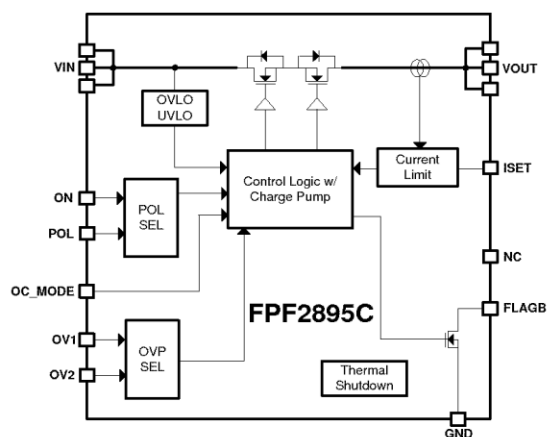 VIN
VOUT
OVLO
UVLO
Control Logic w/
Charge Pump
Current
Limit
ISET
ON
POL
POL
SEL
NC
OC_MODE
FPF2895C
FLAGB
OV1
OV2
OVP
SEL
Thermal
Shutdown
GND